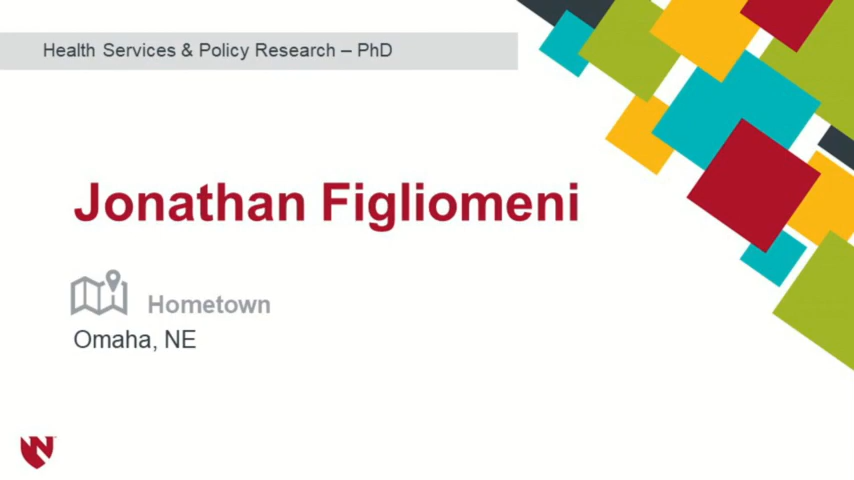 Health Services & Policy Research – PhD
Jonathan Figliomeni
Hometown
Omaha, NE